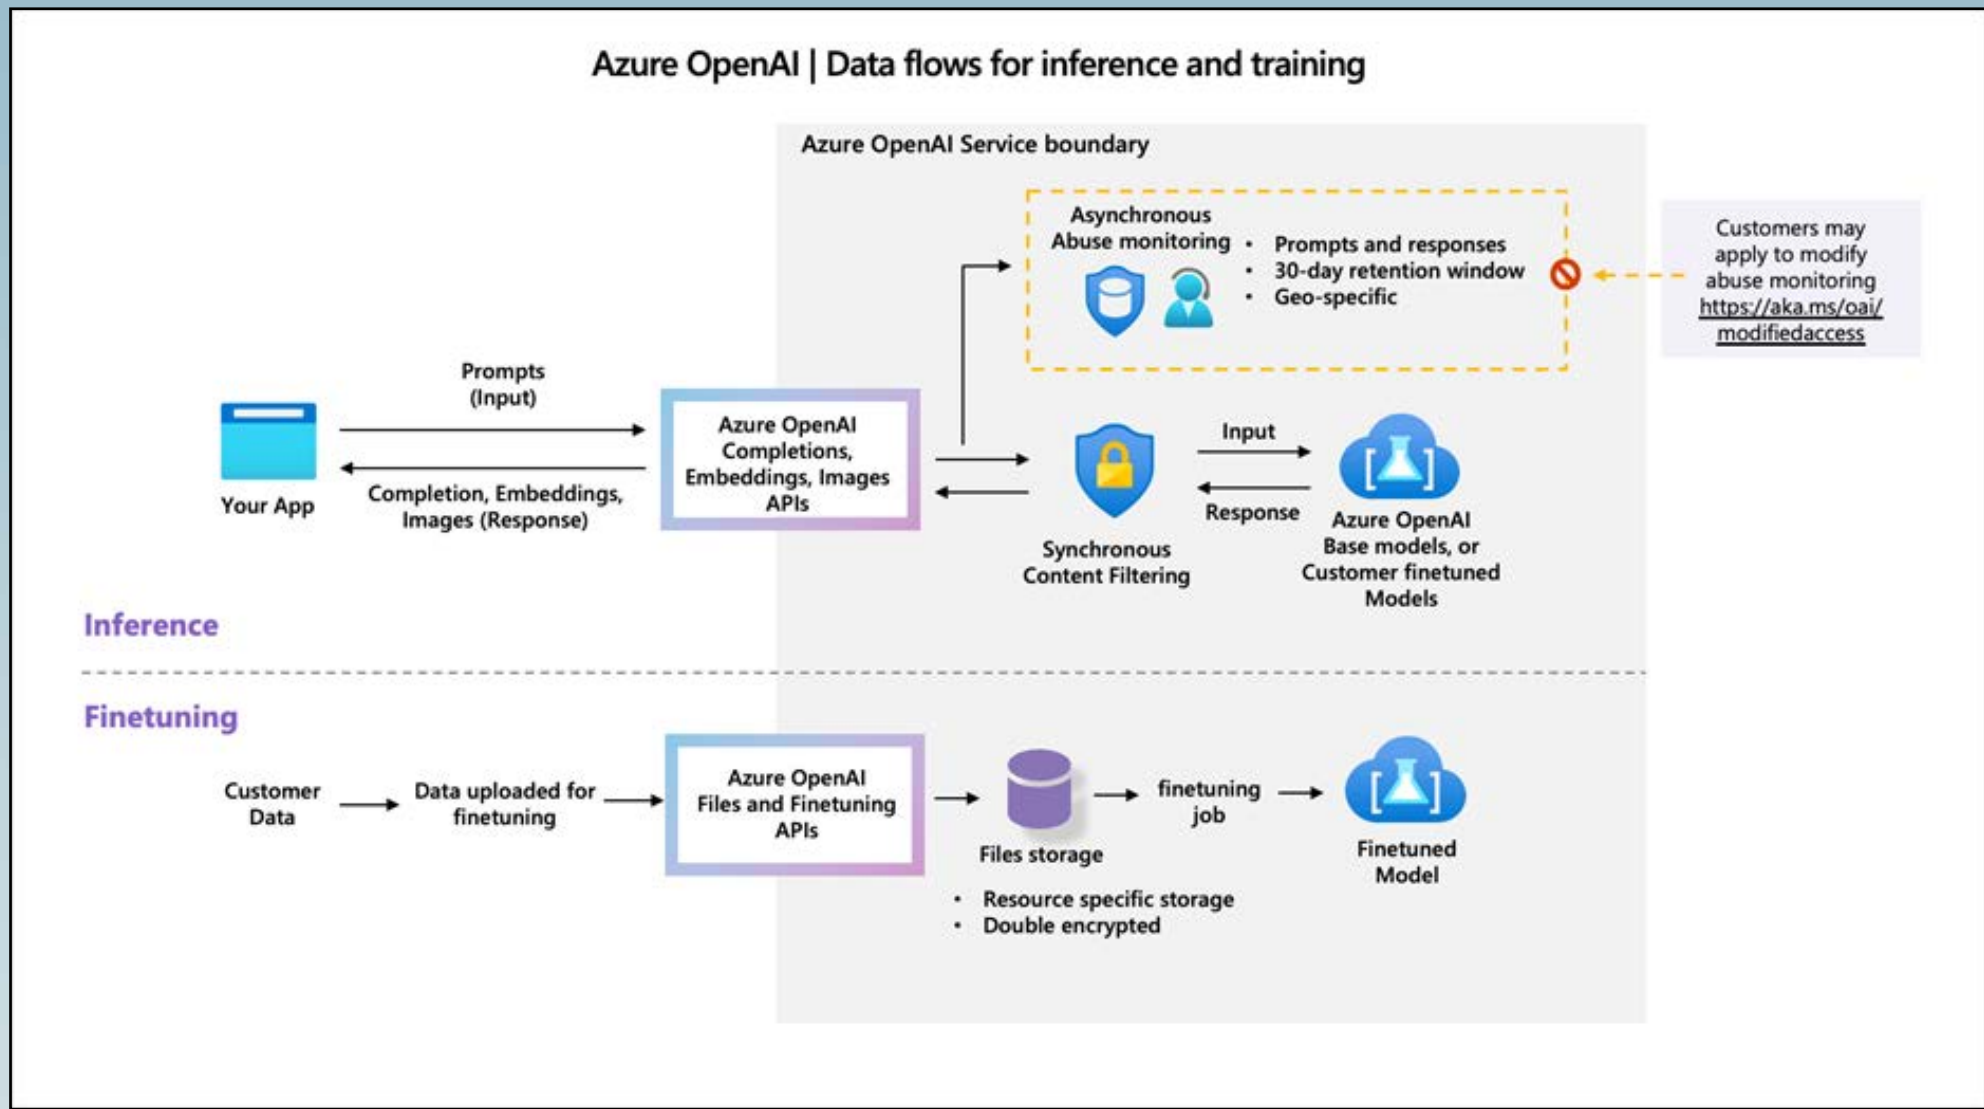 Azure OpenAI | Data flows for inference and training
Azure OpenAI Service boundary
Asynchronous
Abuse monitoring
• Prompts and responses
• 30-day retention window
• Geo-specific
Customers may
apply to modify
abuse monitoring
https://aka.ms/oai/
modifiedaccess
Prompts
(Input)
Your App
Completion, Embeddings,
Images (Response)
Azure OpenAI
Completions,
Embeddings, Images
APIs
Synchronous
Content Filtering
Input
Response
Azure OpenAI
Base models, or
Customer finetuned
Models
Inference
Finetuning
Customer
Data
Data uploaded for
finetuning
Azure OpenAI
Files and Finetuning
APIs
Files storage
• Resource specific storage
• Double encrypted
finetuning
job
Finetuned
Model